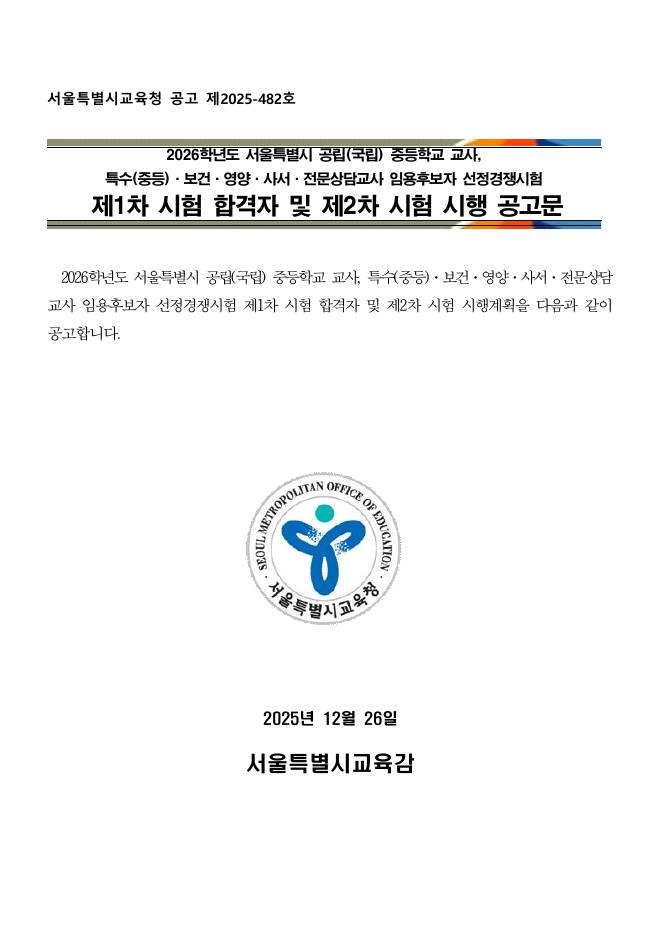 서울특별시교육청 공고 제2025-482호
2026학년도 서울특별시 공립(국립) 중등학교 교사,
특수(중등)·보건·영양·사서·전문상담교사 임용후보자 선정경쟁시험
제1차 시험 합격자 및 제2차 시험 시행 공고문
2026학년도 서울특별시 공립(국립) 중등학교 교사, 특수(중등)·보건·영양·사서·전문상담
교사 임용후보자 선정경쟁시험 제1차 시험 합격자 및 제2차 시험 시행계획을 다음과 같이
공고합니다.
SEOUL METROPOLITAN OFFICE OF EDUCATION
서울특별시교육청
2025년 12월 26일
서울특별시교육감